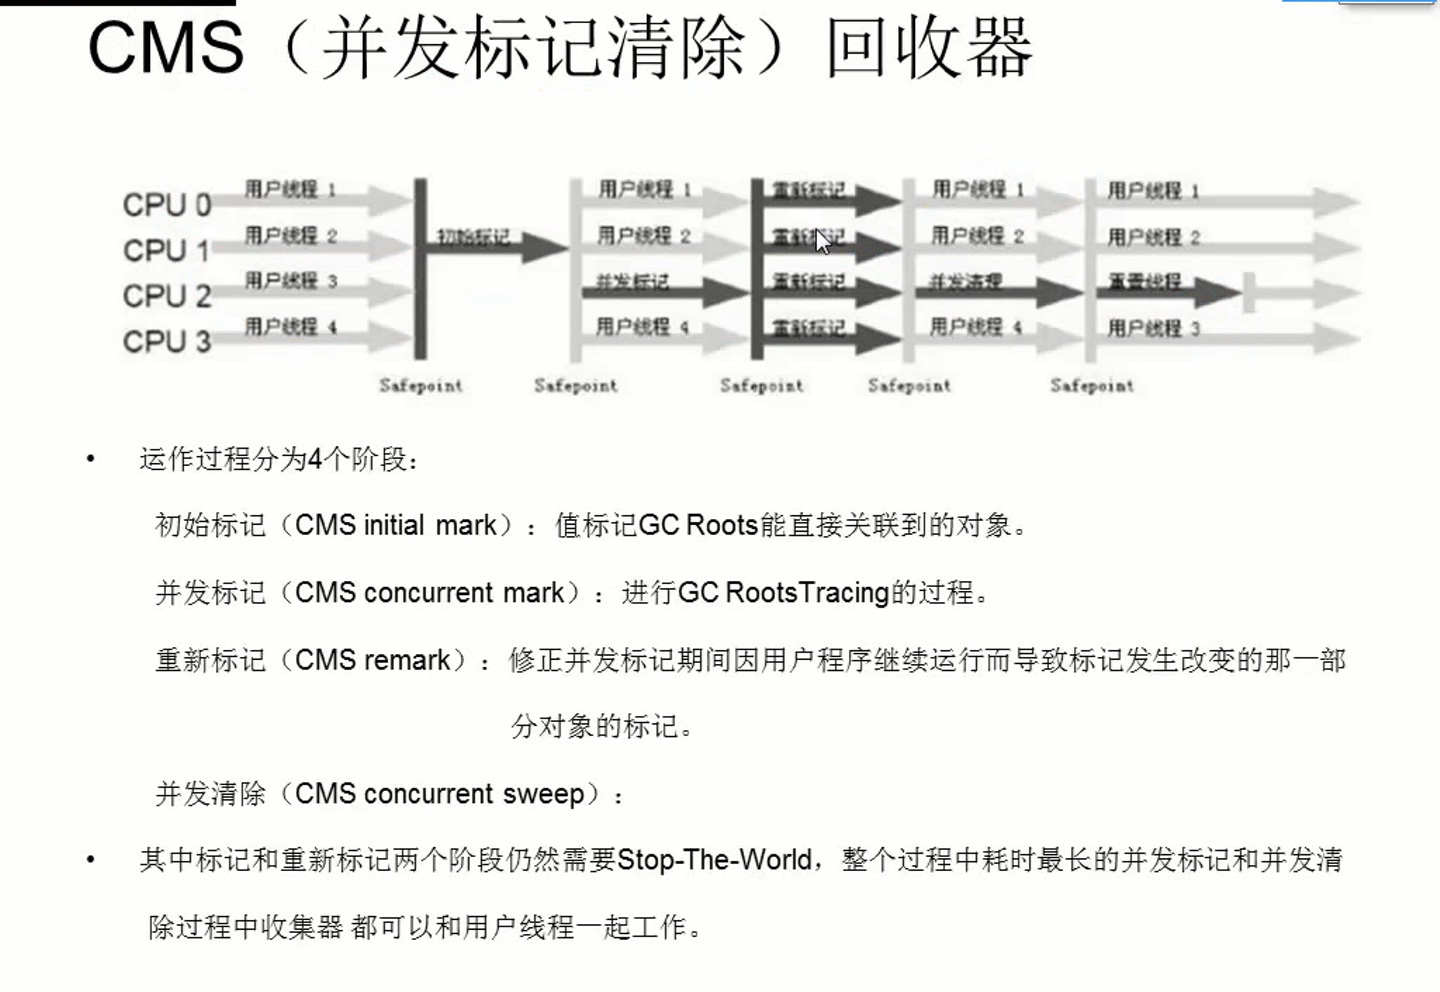 CMS（并发标记清除）回收器
CPU 0 用户线程 1 用户线程 1 重新标记 用户线程 1 用户线程 1
CPU 1 用户线程 2 初始标记 用户线程 2 重新标记 用户线程 2 用户线程 2
CPU 2 用户线程 3 并发标记 重新标记 并发清理 重置线程
CPU 3 用户线程 4 用户线程 4 重新标记 用户线程 4 用户线程 3
Safepoint Safepoint Safepoint Safepoint Safepoint
• 运作过程分为4个阶段：
初始标记（CMS initial mark）：值标记GC Roots能直接关联到的对象。
并发标记（CMS concurrent mark）：进行GC RootsTracing的过程。
重新标记（CMS remark）：修正并发标记期间因用户程序继续运行而导致标记发生改变的那一部
分对象的标记。
并发清除（CMS concurrent sweep）：
• 其中标记和重新标记两个阶段仍然需要Stop-The-World，整个过程中耗时最长的并发标记和并发清
除过程中收集器 都可以和用户线程一起工作。